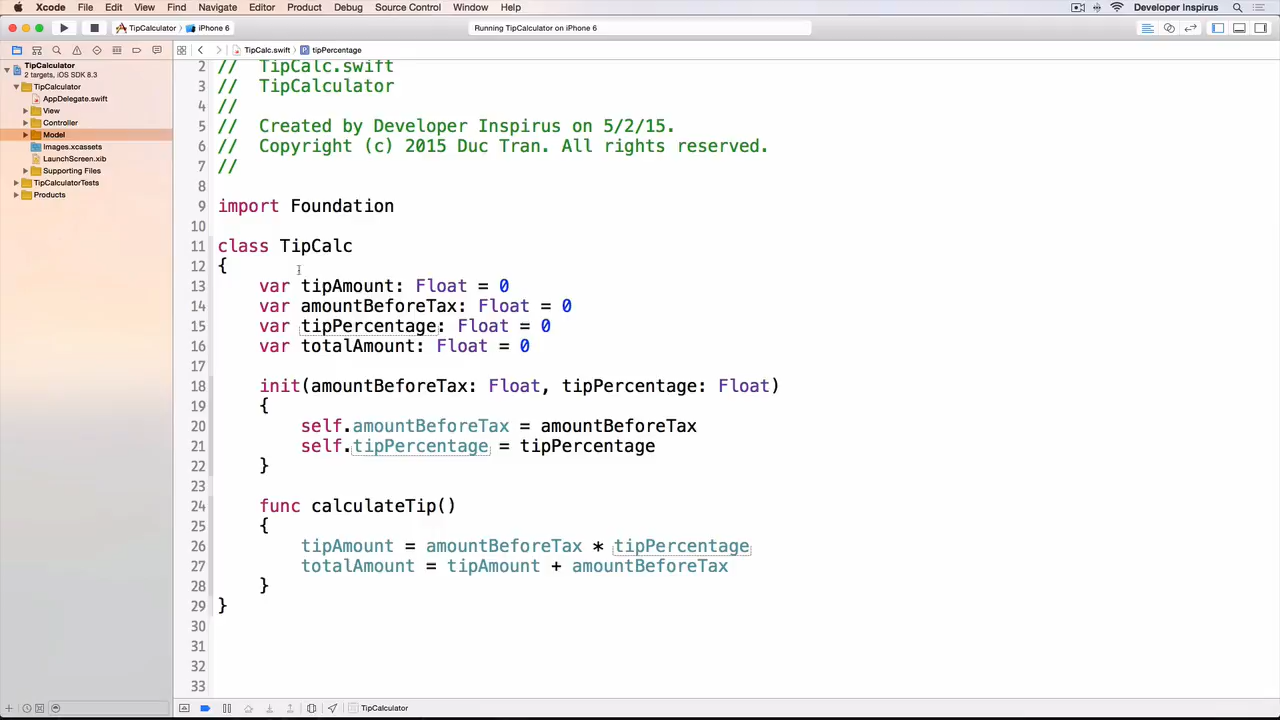 Xcode File Edit View Find Navigate Editor Product Debug Source Control Window Help Developer Inspirus
TipCalculator iPhone 6 Running TipCalculator on iPhone 6
TipCalc.swift tipPercentage
TipCalculator
2 targets, iOS SDK 8.3
TipCalculator
AppDelegate.swift
View
Controller
Model
Images.xcassets
LaunchScreen.xib
Supporting Files
TipCalculatorTests
Products
2 // TipCalc.swift
3 // TipCalculator
4 //
5 // Created by Developer Inspirus on 5/2/15.
6 // Copyright (c) 2015 Duc Tran. All rights reserved.
7 //
8
9 import Foundation
10
11 class TipCalc
12 {
13 var tipAmount: Float = 0
14 var amountBeforeTax: Float = 0
15 var tipPercentage: Float = 0
16 var totalAmount: Float = 0
17
18 init(amountBeforeTax: Float, tipPercentage: Float)
19 {
20 self.amountBeforeTax = amountBeforeTax
21 self.tipPercentage = tipPercentage
22 }
23
24 func calculateTip()
25 {
26 tipAmount = amountBeforeTax * tipPercentage
27 totalAmount = tipAmount + amountBeforeTax
28 }
29 }
30
31
32
33
TipCalculator